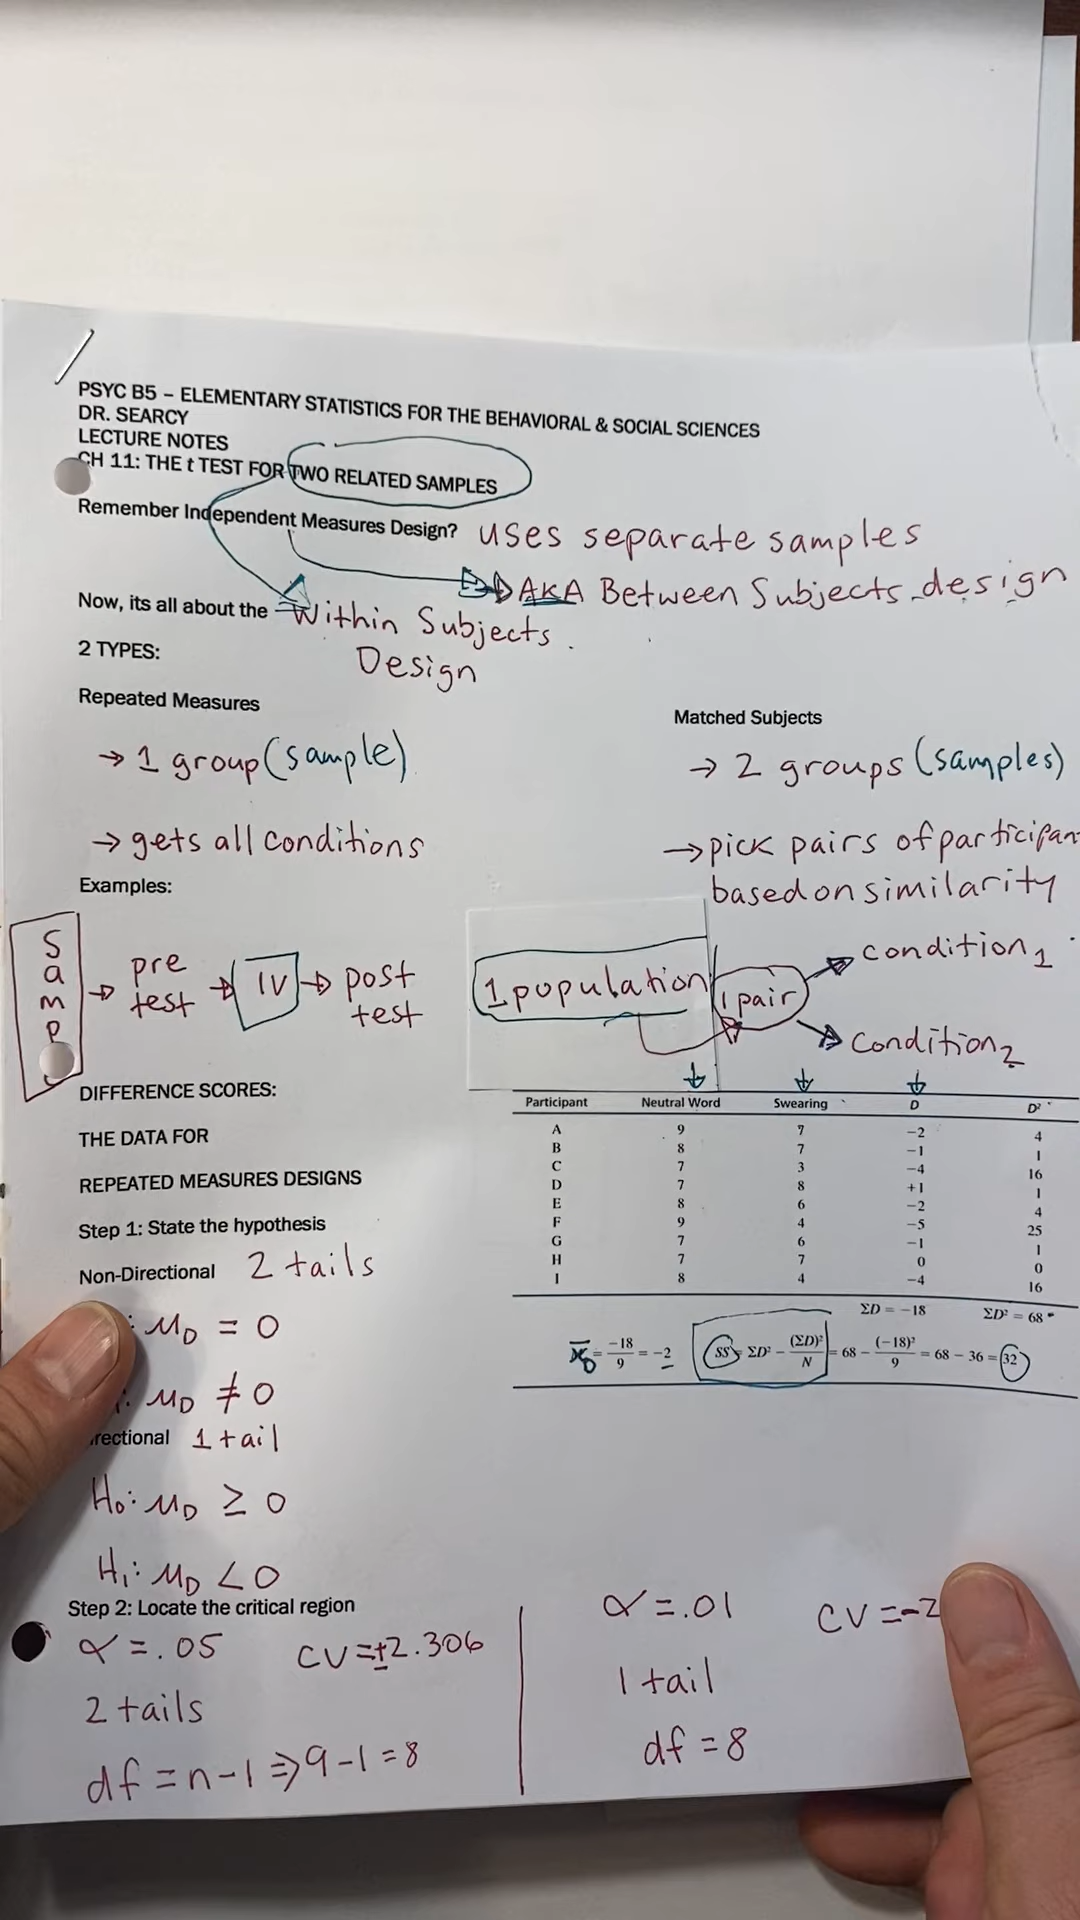 PSYC B5 – ELEMENTARY STATISTICS FOR THE BEHAVIORAL & SOCIAL SCIENCES
DR. SEARCY
LECTURE NOTES
CH 11: THE t TEST FOR TWO RELATED SAMPLES
Remember Independent Measures Design? uses separate samples
AKA Between Subjects design
Now, its all about the Within Subjects
Design
2 TYPES:
Repeated Measures
Matched Subjects
→ 1 group (sample)
→ 2 groups (samples)
→ gets all conditions
→ pick pairs of
based on similarity
Examples:
pre test → IV → post test
1 population
1 pair
condition1
condition2
DIFFERENCE SCORES:
THE DATA FOR
REPEATED MEASURES DESIGNS
Participant Neutral Word Swearing D D²
A 9 7 −2 4
B 8 7 −1 1
C 7 3 −4 16
D 7 8 +1 1
E 8 6 −2 4
F 9 4 −5 25
G 7 6 −1 1
H 7 7 0 0
I 8 4 −4 16
ΣD = −18 ΣD² = 68
X̄D = −18/9 = −2 SS = ΣD² − (ΣD)²/N = 68 − (−18)²/9 = 68 − 36 = 32
Step 1: State the hypothesis
Non-Directional 2 tails
μD = 0
μD ≠ 0
1 tail
H₀: μD ≥ 0
H₁: μD < 0
Step 2: Locate the critical region
α = .05 CV = ±2.306
2 tails
df = n−1 ⇒ 9−1 = 8
α = .01 CV =
1 tail
df = 8